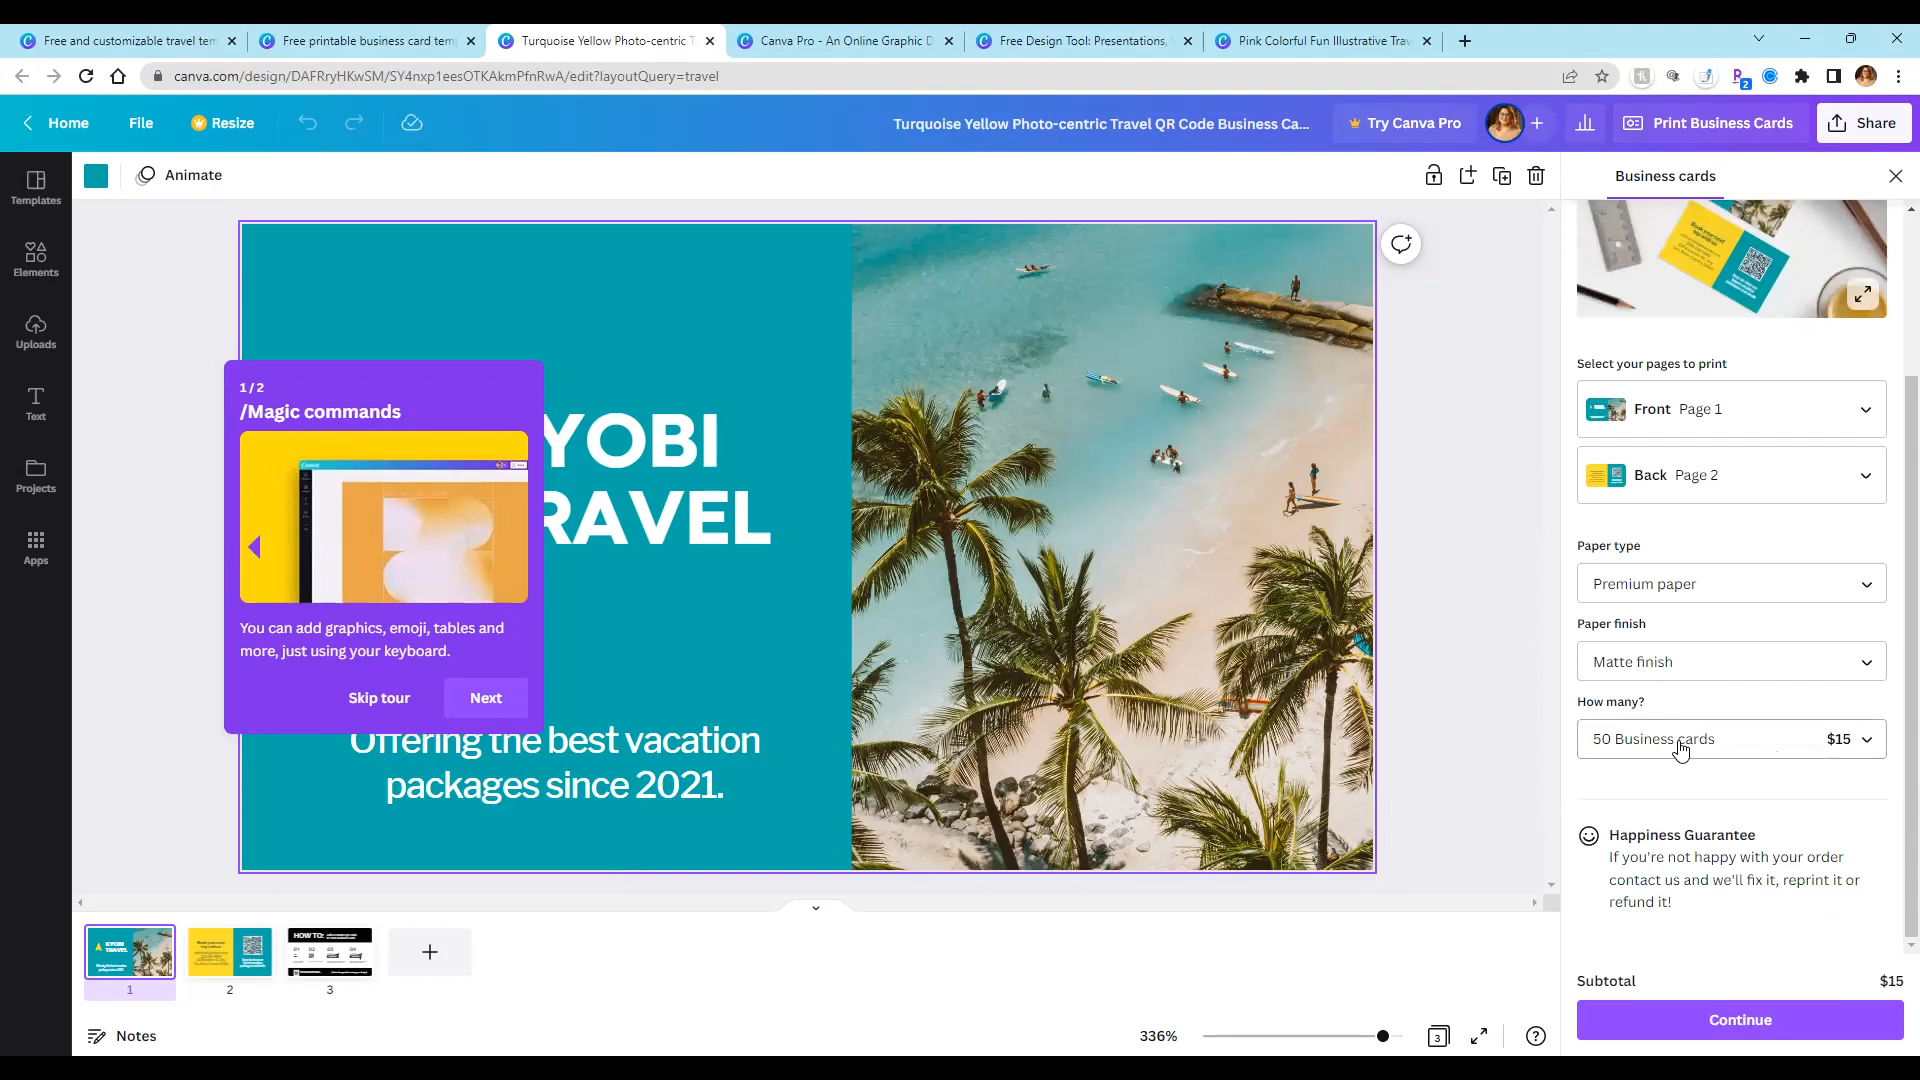 Free and customizable travel tem
Free printable business card temp
Turquoise Yellow Photo-centric T
Canva Pro - An Online Graphic D
Free Design Tool: Presentations,
Pink Colorful Fun Illustrative Trav
canva.com/design/DAFRryHKwSM/SY4nxp1eesOTKAkmPfnRwA/edit?layoutQuery=travel
Home
File
Resize
Turquoise Yellow Photo-centric Travel QR Code Business Ca...
Try Canva Pro
Print Business Cards
Share
Templates
Elements
Uploads
Text
Projects
Apps
Animate
1 / 2
/Magic commands
You can add graphics, emoji, tables and
more, just using your keyboard.
Skip tour
Next
YOBI
RAVEL
Offering the best vacation
packages since 2021.
Business cards
Select your pages to print
Front Page 1
Back Page 2
Paper type
Premium paper
Paper finish
Matte finish
How many?
50 Business cards $15
Happiness Guarantee
If you're not happy with your order
contact us and we'll fix it, reprint it or
refund it!
Subtotal $15
Continue
KYOBI
TRAVEL
HOW TO:
1
2
3
Notes
336%
3